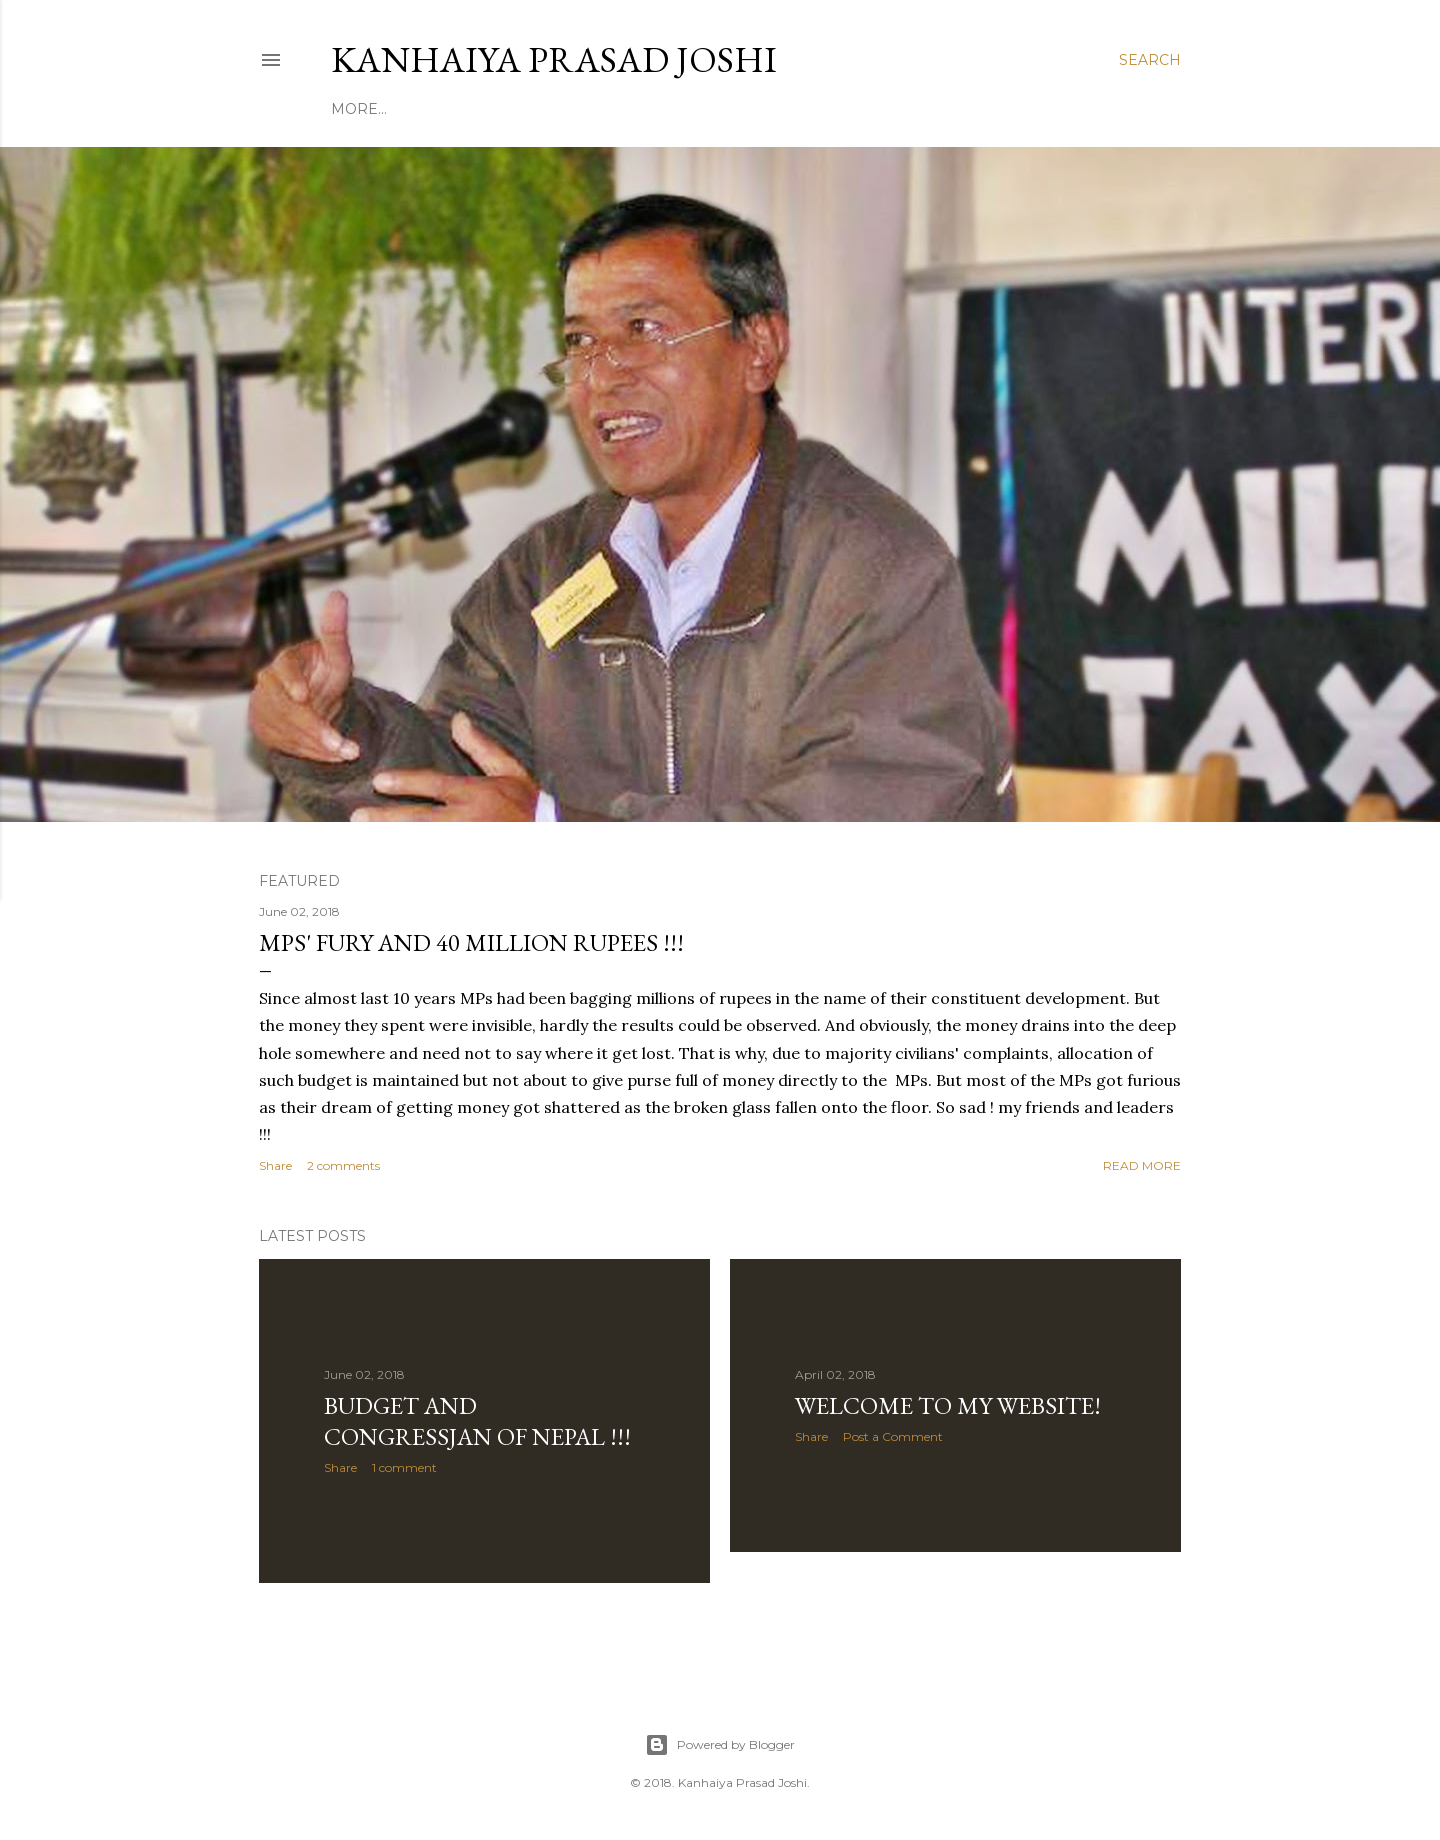 KANHAIYA PRASAD JOSHI
SEARCH
MORE…
INTER
MILI
TAX
FEATURED
June 02, 2018
MPS' FURY AND 40 MILLION RUPEES !!!
Since almost last 10 years MPs had been bagging millions of rupees in the name of their constituent development. But
the money they spent were invisible, hardly the results could be observed. And obviously, the money drains into the deep
hole somewhere and need not to say where it get lost. That is why, due to majority civilians' complaints, allocation of
such budget is maintained but not about to give purse full of money directly to the  MPs. But most of the MPs got furious
as their dream of getting money got shattered as the broken glass fallen onto the floor. So sad ! my friends and leaders
!!!
Share 2 comments READ MORE
LATEST POSTS
June 02, 2018
BUDGET AND
CONGRESSJAN OF NEPAL !!!
Share 1 comment
April 02, 2018
WELCOME TO MY WEBSITE!
Share Post a Comment
Powered by Blogger
© 2018. Kanhaiya Prasad Joshi.